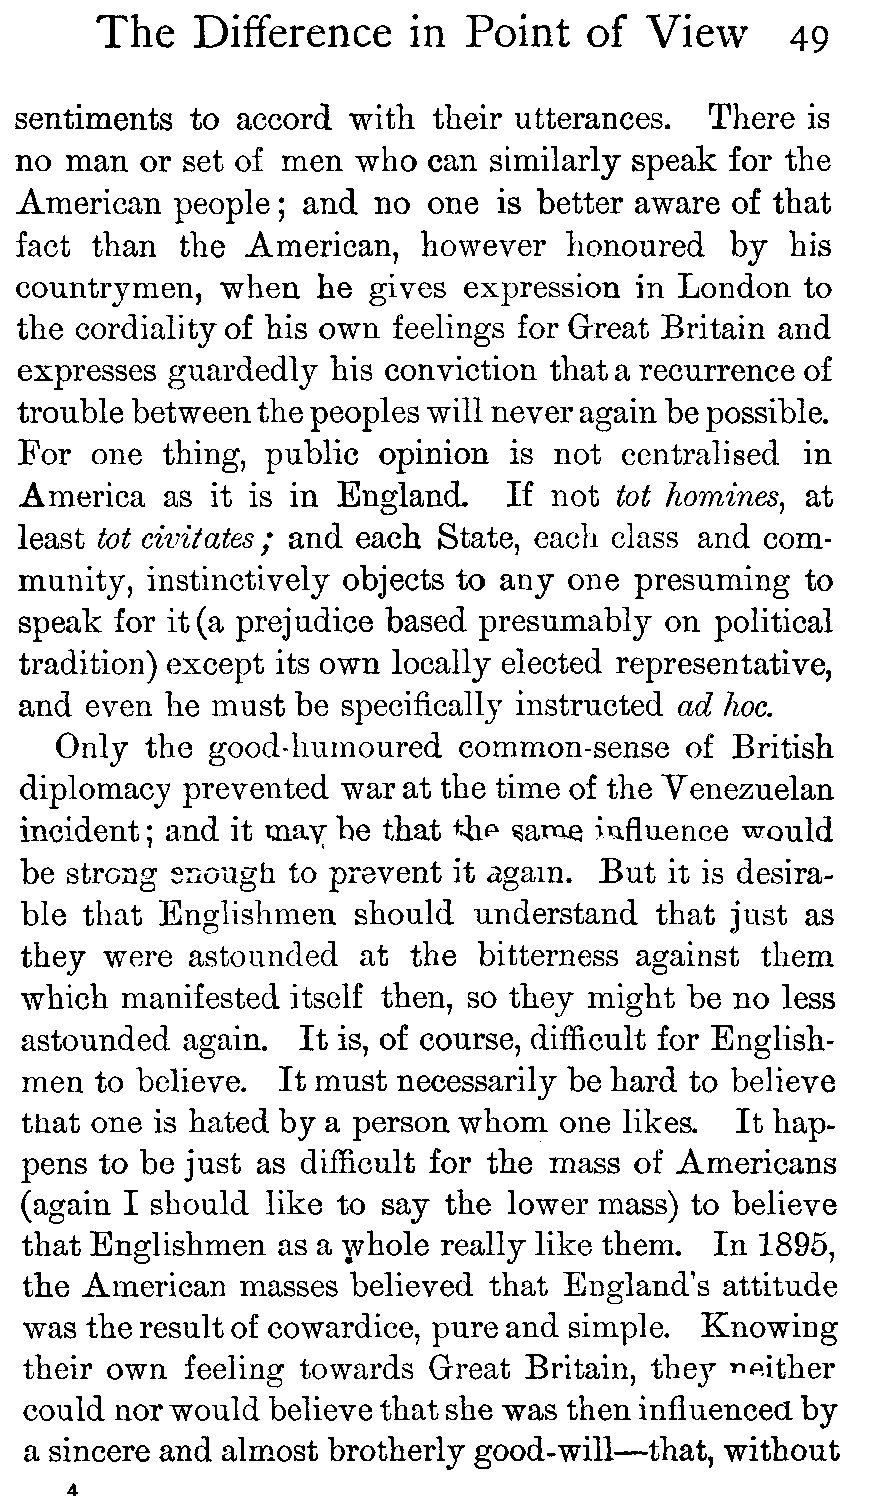 The Difference in Point of View 49
sentiments to accord with their utterances. There is
no man or set of men who can similarly speak for the
American people; and no one is better aware of that
fact than the American, however honoured by his
countrymen, when he gives expression in London to
the cordiality of his own feelings for Great Britain and
expresses guardedly his conviction that a recurrence of
trouble between the peoples will never again be possible.
For one thing, public opinion is not centralised in
America as it is in England. If not tot homines, at
least tot civitates; and each State, each class and com-
munity, instinctively objects to any one presuming to
speak for it (a prejudice based presumably on political
tradition) except its own locally elected representative,
and even he must be specifically instructed ad hoc.
Only the good-humoured common-sense of British
diplomacy prevented war at the time of the Venezuelan
incident; and it may be that the same influence would
be strong enough to prevent it again. But it is desira-
ble that Englishmen should understand that just as
they were astounded at the bitterness against them
which manifested itself then, so they might be no less
astounded again. It is, of course, difficult for English-
men to believe. It must necessarily be hard to believe
that one is hated by a person whom one likes. It hap-
pens to be just as difficult for the mass of Americans
(again I should like to say the lower mass) to believe
that Englishmen as a whole really like them. In 1895,
the American masses believed that England's attitude
was the result of cowardice, pure and simple. Knowing
their own feeling towards Great Britain, they neither
could nor would believe that she was then influenced by
a sincere and almost brotherly good-will—that, without
4